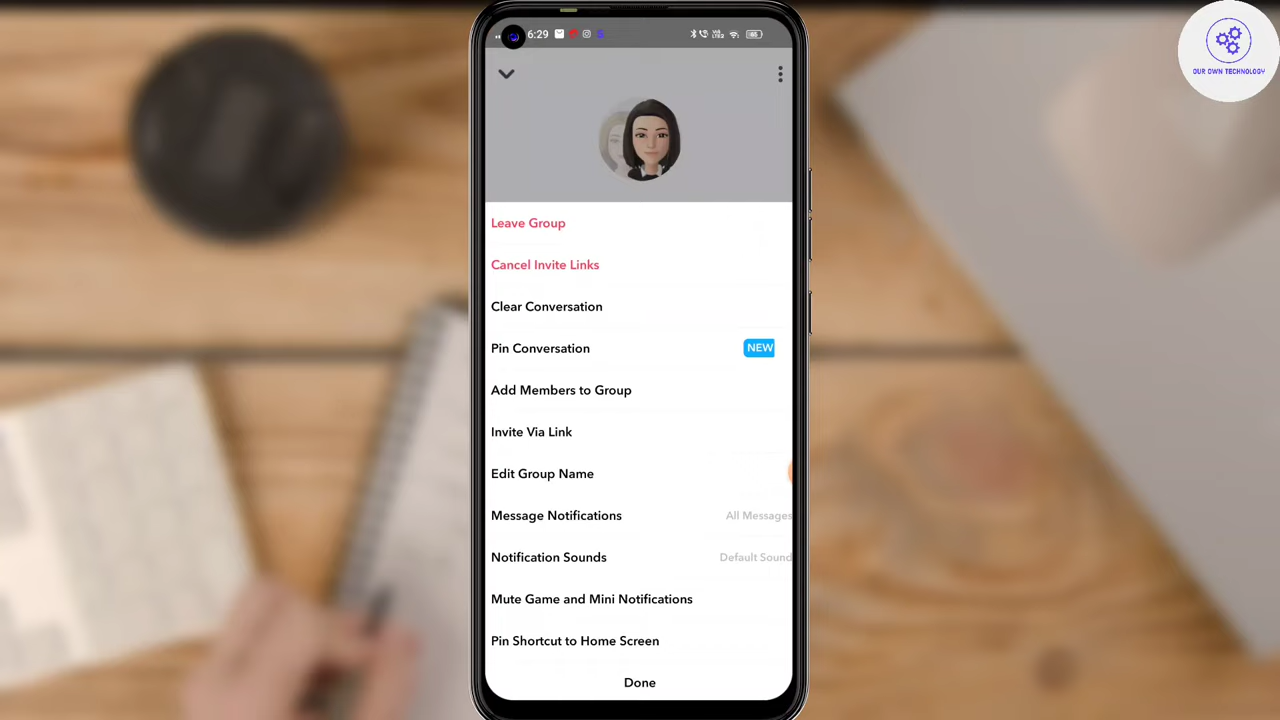 6:29
OUR OWN TECHNOLOGY
Leave Group
Cancel Invite Links
Clear Conversation
Pin Conversation NEW
Add Members to Group
Invite Via Link
Edit Group Name
Message Notifications All Messages
Notification Sounds Default Sound
Mute Game and Mini Notifications
Pin Shortcut to Home Screen
Done